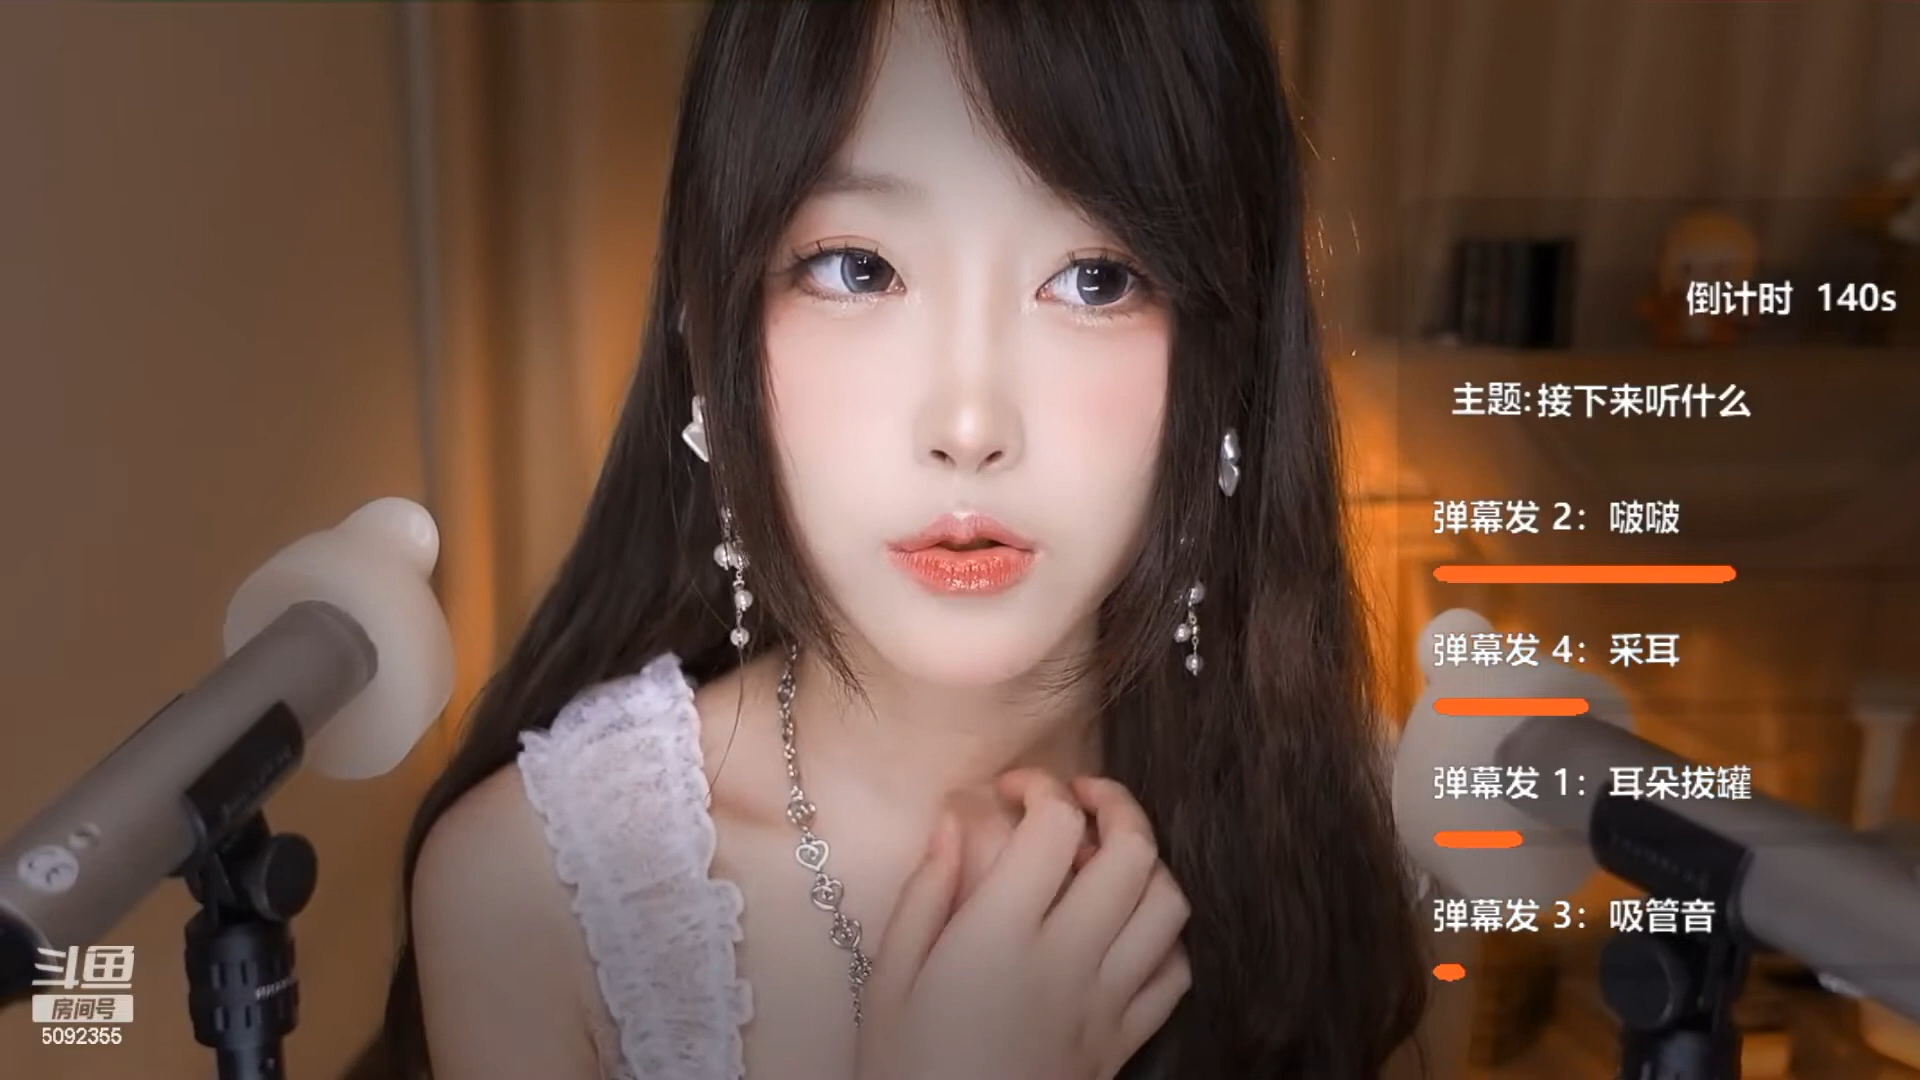 倒计时 140s
主题:接下来听什么
弹幕发 2：啵啵
弹幕发 4：采耳
弹幕发 1：耳朵拔罐
弹幕发 3：吸管音
斗鱼
房间号
5092355